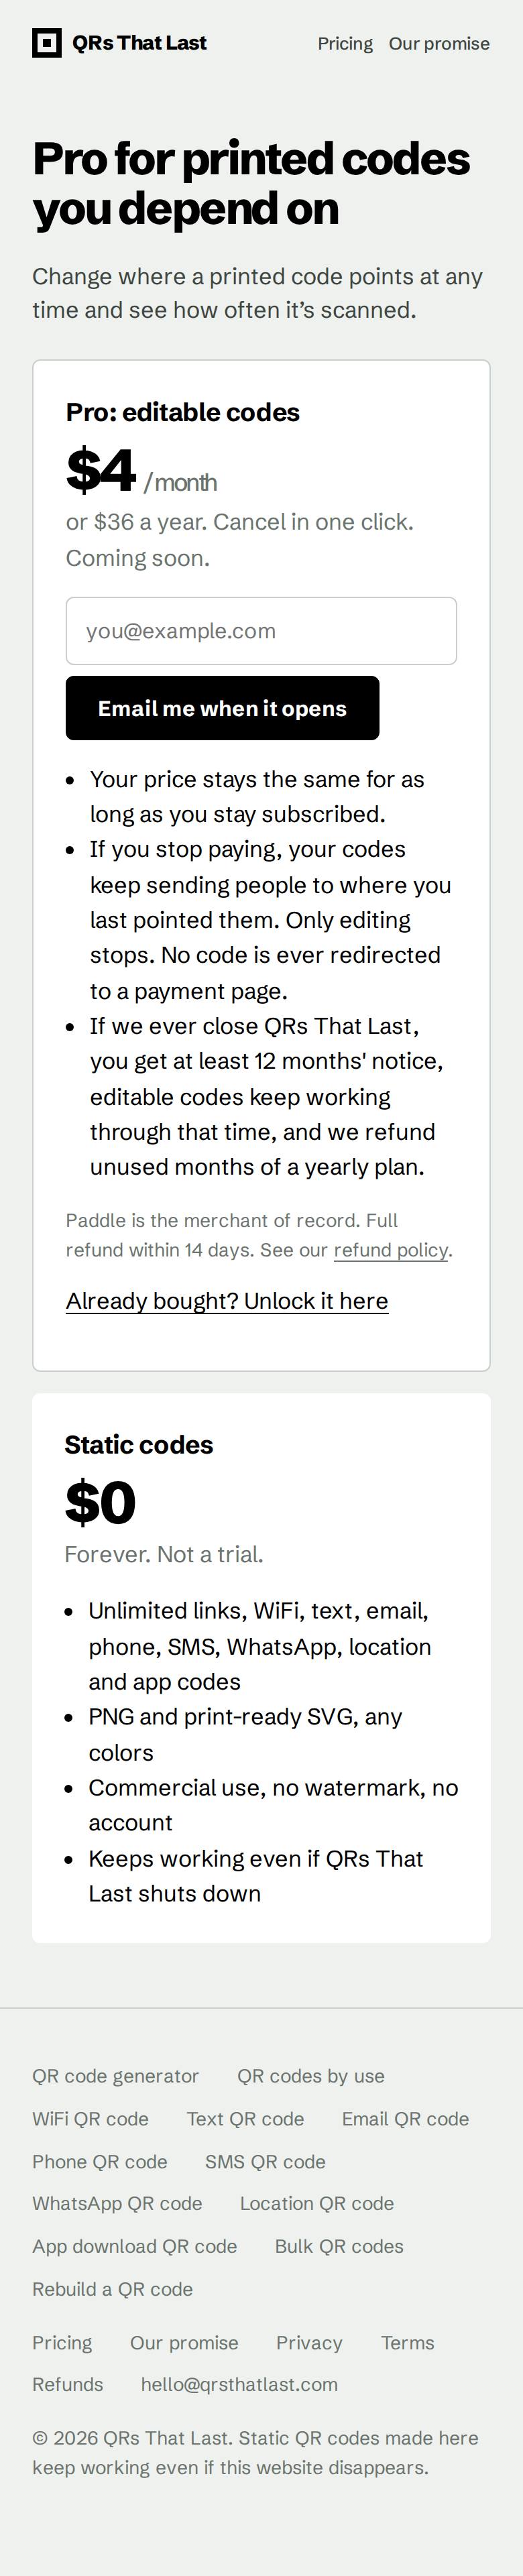 QRs That Last
Pricing Our promise
Pro for printed codes
you depend on
Change where a printed code points at any
time and see how often it’s scanned.
Pro: editable codes
$4 /month
or $36 a year. Cancel in one click.
Coming soon.
you@example.com
Email me when it opens
• Your price stays the same for as
long as you stay subscribed.
• If you stop paying, your codes
keep sending people to where you
last pointed them. Only editing
stops. No code is ever redirected
to a payment page.
• If we ever close QRs That Last,
you get at least 12 months' notice,
editable codes keep working
through that time, and we refund
unused months of a yearly plan.
Paddle is the merchant of record. Full
refund within 14 days. See our refund policy.
Already bought? Unlock it here
Static codes
$0
Forever. Not a trial.
• Unlimited links, WiFi, text, email,
phone, SMS, WhatsApp, location
and app codes
• PNG and print-ready SVG, any
colors
• Commercial use, no watermark, no
account
• Keeps working even if QRs That
Last shuts down
QR code generator QR codes by use
WiFi QR code Text QR code Email QR code
Phone QR code SMS QR code
WhatsApp QR code Location QR code
App download QR code Bulk QR codes
Rebuild a QR code
Pricing Our promise Privacy Terms
Refunds hello@qrsthatlast.com
© 2026 QRs That Last. Static QR codes made here
keep working even if this website disappears.